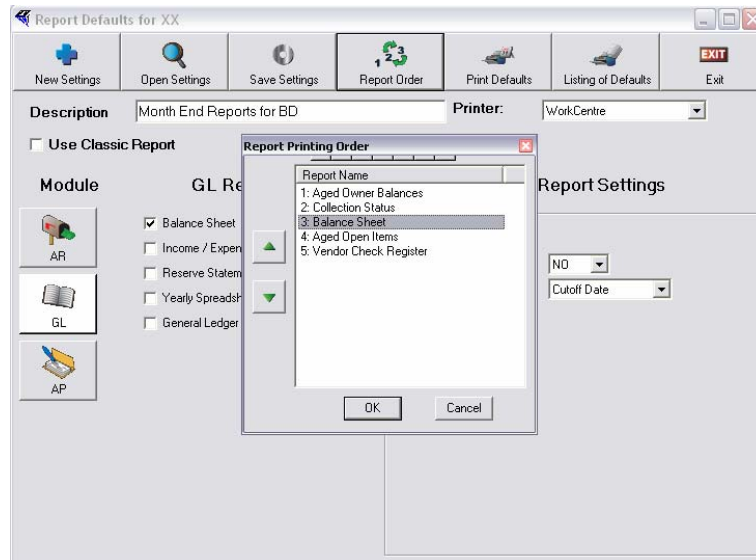 Report Defaults for XX
New Settings
Open Settings
Save Settings
1 2 3
Report Order
Print Defaults
Listing of Defaults
EXIT
Exit
Description
Month End Reports for BD
Printer:
WorkCentre
Use Classic Report
Module
GL Re
Report Settings
AR
GL
AP
Balance Sheet
Income / Expen
Reserve Statem
Yearly Spreadsh
General Ledger
Report Printing Order
Report Name
1: Aged Owner Balances
2: Collection Status
3: Balance Sheet
4: Aged Open Items
5: Vendor Check Register
OK
Cancel
NO
Cutoff Date